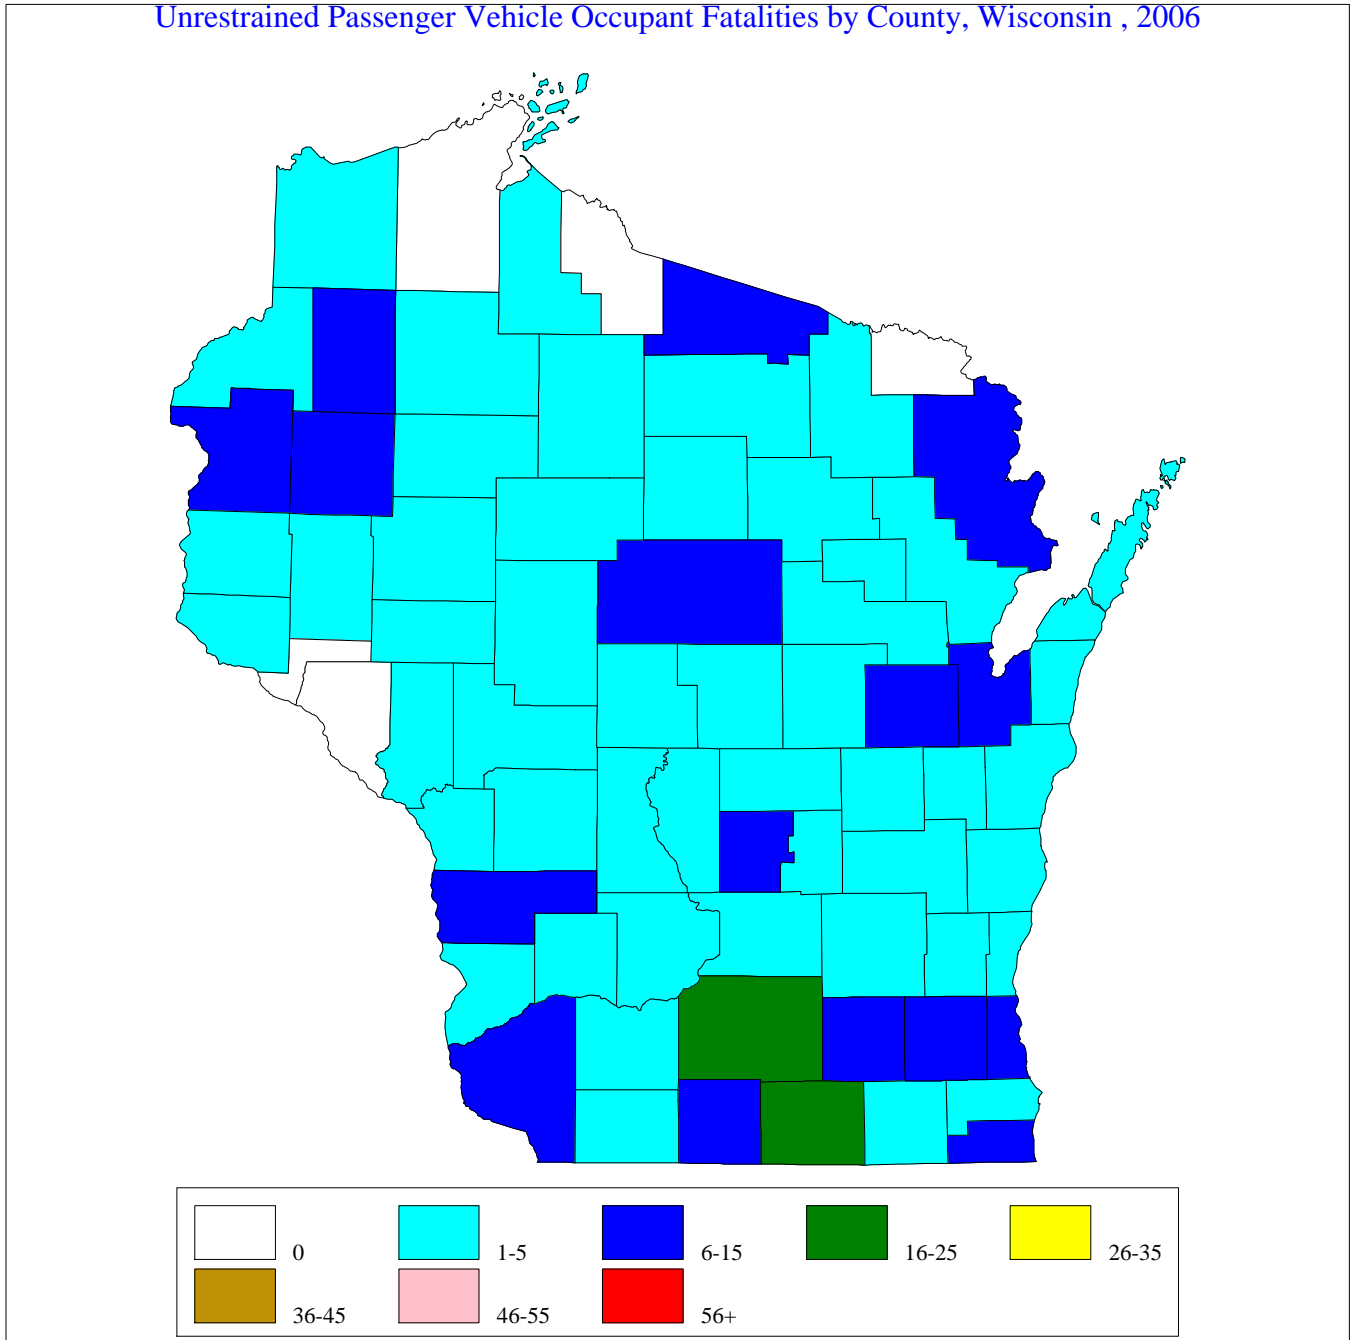 Unrestrained Passenger Vehicle Occupant Fatalities by County, Wisconsin , 2006
0 1-5 6-15 16-25 26-35
36-45 46-55 56+